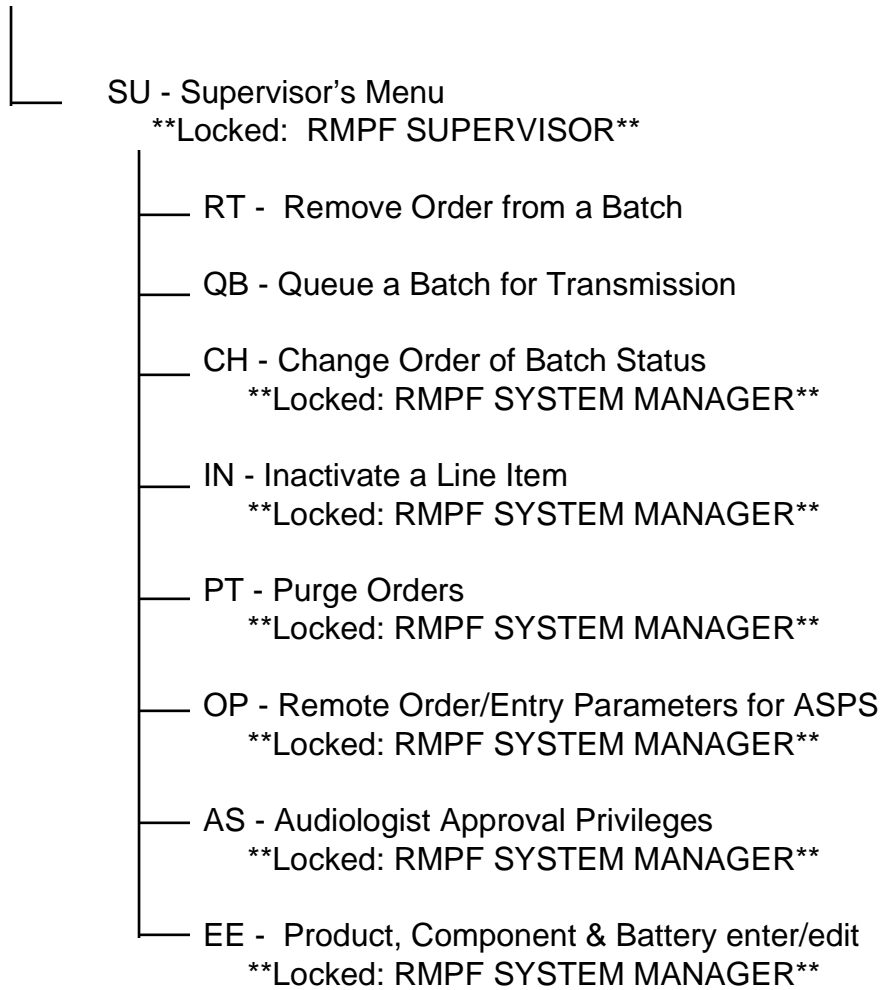 SU - Supervisor's Menu
**Locked: RMPF SUPERVISOR**
RT - Remove Order from a Batch
QB - Queue a Batch for Transmission
CH - Change Order of Batch Status
**Locked: RMPF SYSTEM MANAGER**
IN - Inactivate a Line Item
**Locked: RMPF SYSTEM MANAGER**
PT - Purge Orders
**Locked: RMPF SYSTEM MANAGER**
OP - Remote Order/Entry Parameters for ASPS
**Locked: RMPF SYSTEM MANAGER**
AS - Audiologist Approval Privileges
**Locked: RMPF SYSTEM MANAGER**
EE - Product, Component & Battery enter/edit
**Locked: RMPF SYSTEM MANAGER**